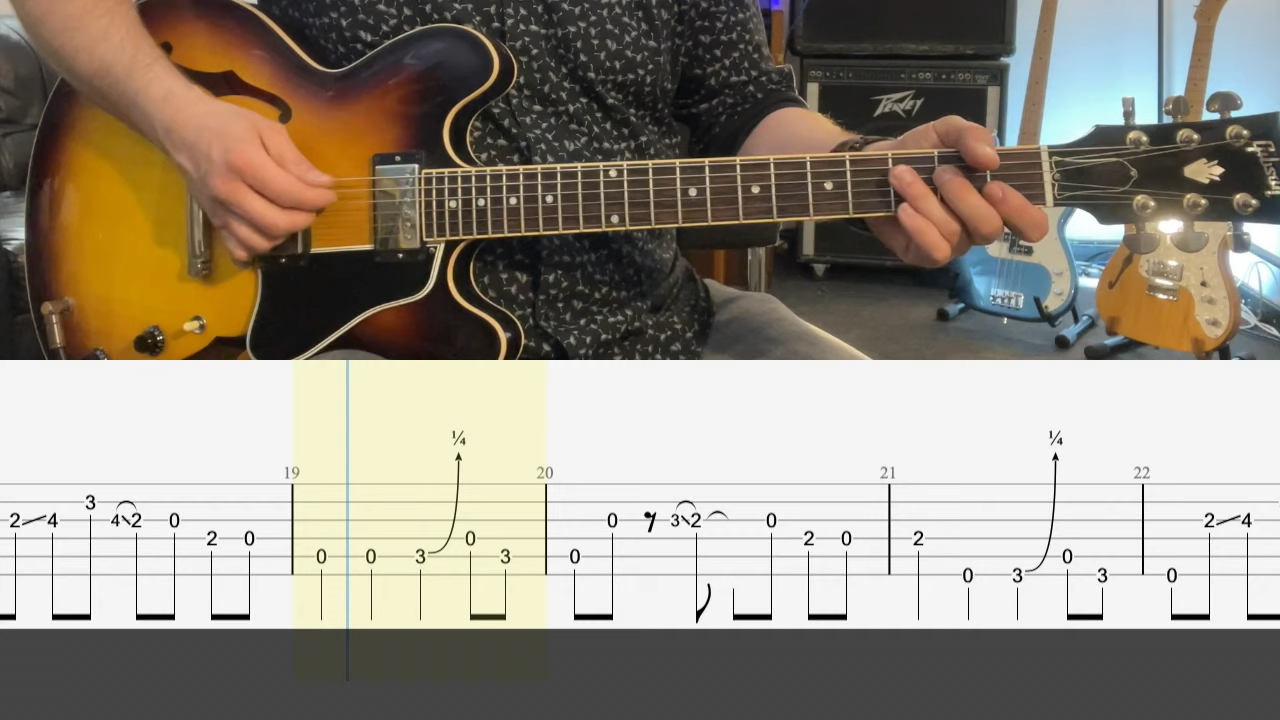 PEAVEY
Gibson
¼ ¼
19 20 21 22
3
2 4 4 2 0 0 3 2 0 2 4
2 0 0 2 0 2
0 0 3 3 0 0
0 3 3 0